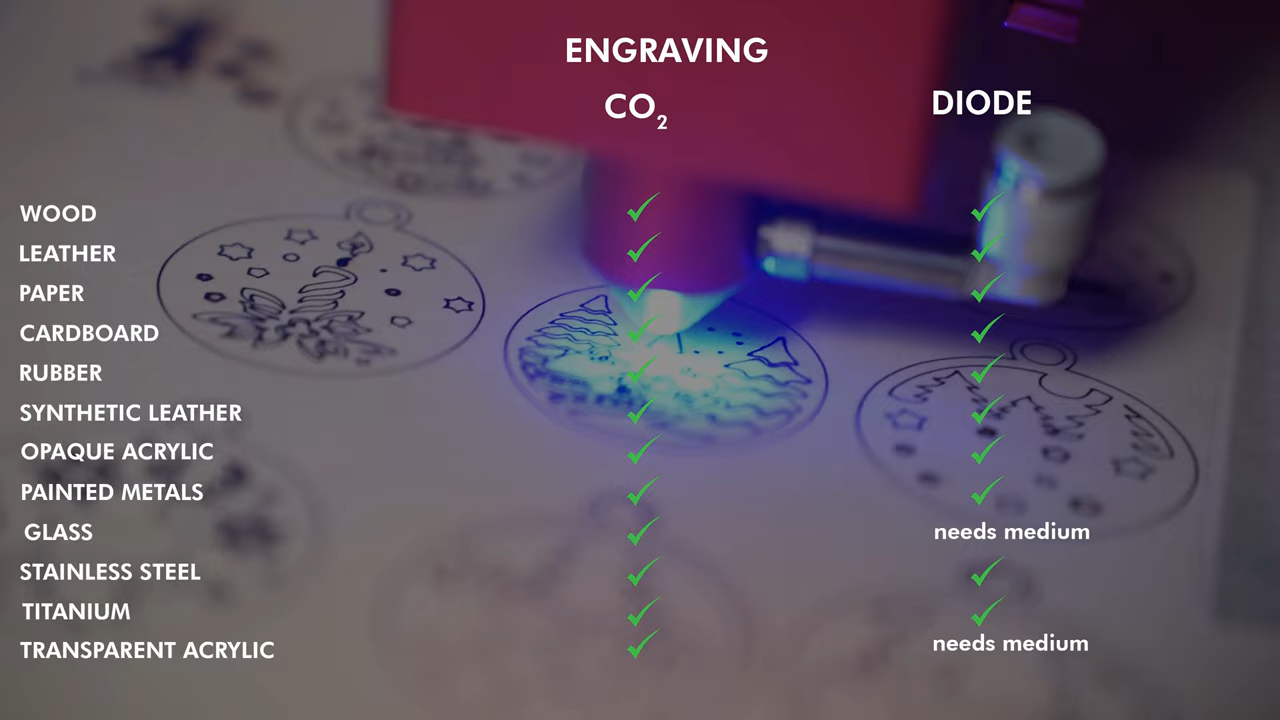 ENGRAVING
CO₂ DIODE
WOOD ✓ ✓
LEATHER ✓ ✓
PAPER ✓ ✓
CARDBOARD ✓ ✓
RUBBER ✓ ✓
SYNTHETIC LEATHER ✓ ✓
OPAQUE ACRYLIC ✓ ✓
PAINTED METALS ✓ ✓
GLASS ✓ needs medium
STAINLESS STEEL ✓ ✓
TITANIUM ✓ ✓
TRANSPARENT ACRYLIC ✓ needs medium